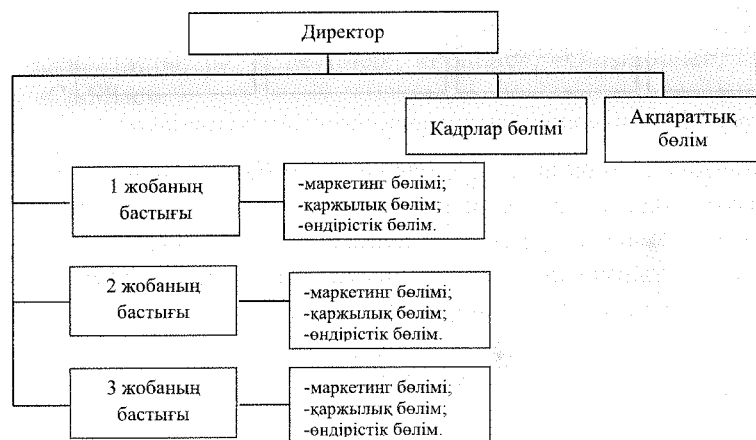 Директор
Кадрлар бөлімі
Ақпараттық
бөлім
1 жобаның
бастығы
-маркетинг бөлімі;
-қаржылық бөлім;
-өндірістік бөлім.
2 жобаның
бастығы
-маркетинг бөлімі;
-қаржылық бөлім;
-өндірістік бөлім.
3 жобаның
бастығы
-маркетинг бөлімі;
-қаржылық бөлім;
-өндірістік бөлім.